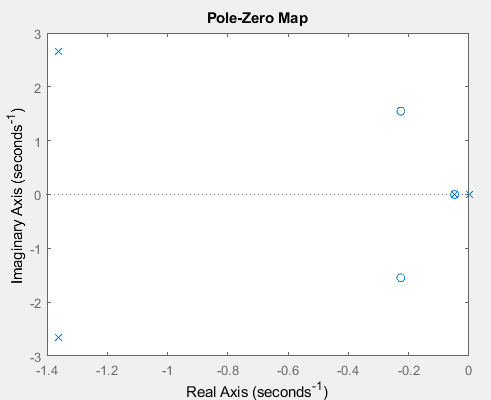 Pole-Zero Map
3
2
1
0
-1
-2
-3
Imaginary Axis (seconds-1)
-1.4 -1.2 -1 -0.8 -0.6 -0.4 -0.2 0
Real Axis (seconds-1)